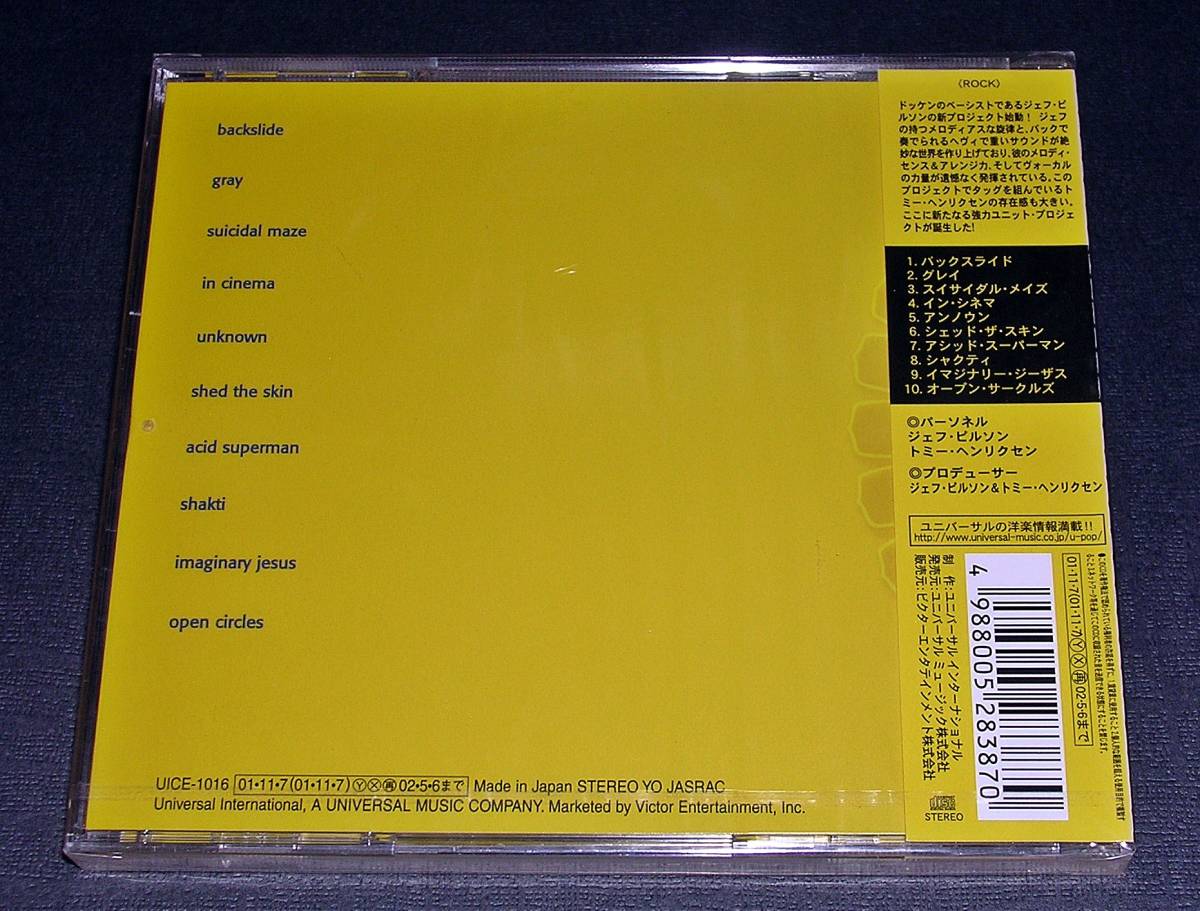 backslide
gray
suicidal maze
in cinema
unknown
shed the skin
acid superman
shakti
imaginary jesus
open circles
UICE-1016 01・11・7(01・11・7)ⓎⓍ㊢02・5・6まで Made in Japan STEREO YO JASRAC
Universal International, A UNIVERSAL MUSIC COMPANY. Marketed by Victor Entertainment, Inc.
〈ROCK〉
ドッケンのベーシストであるジェフ・ピ
ルソンの新プロジェクト始動！ ジェフ
の持つメロディアスな旋律と、バックで
奏でられるヘヴィで重いサウンドが絶
妙な世界を作り上げており、彼のメロディ・
センス＆アレンジ力、そしてヴォーカル
の力量が遺憾なく発揮されている。この
プロジェクトでタッグを組んでいるト
ミー・ヘンリクセンの存在感も大きい。
ここに新たなる強力ユニット・プロジェ
クトが誕生した!
1. バックスライド
2. グレイ
3. スイサイダル・メイズ
4. イン・シネマ
5. アンノウン
6. シェッド・ザ・スキン
7. アシッド・スーパーマン
8. シャクティ
9. イマジナリー・ジーザス
10. オープン・サークルズ
◎パーソネル
ジェフ・ピルソン
トミー・ヘンリクセン
◎プロデューサー
ジェフ・ピルソン＆トミー・ヘンリクセン
ユニバーサルの洋楽情報満載!!
http://www.universal-music.co.jp/u-pop/
01・11・7(01・11・7)ⓎⓍ㊢02・5・6まで
4 988005 283870
制 作:ユニバーサル インターナショナル
発売元:ユニバーサル ミュージック株式会社
販売元:ビクターエンタテインメント株式会社
STEREO